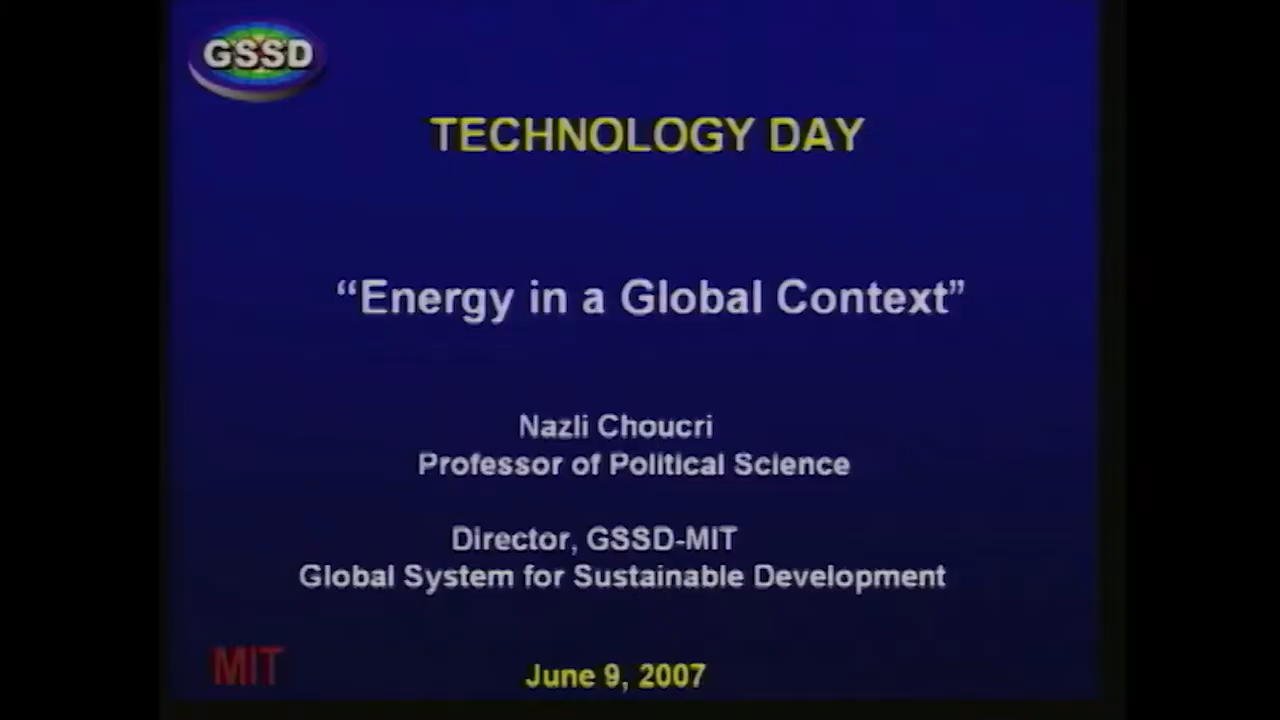 GSSD
TECHNOLOGY DAY
“Energy in a Global Context”
Nazli Choucri
Professor of Political Science
Director, GSSD-MIT
Global System for Sustainable Development
MIT
June 9, 2007